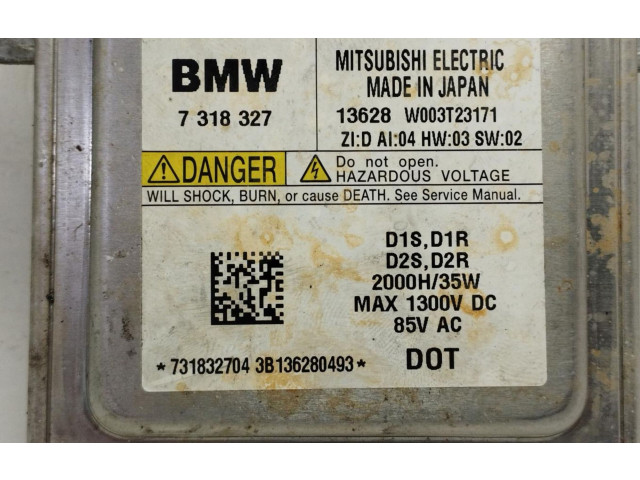 BMW
7 318 327
MITSUBISHI ELECTRIC
MADE IN JAPAN
13628 W003T23171
ZI:D AI:04 HW:03 SW:02
DANGER
Do not open.
HAZARDOUS VOLTAGE
WILL SHOCK, BURN, or cause DEATH. See Service Manual.
D1S,D1R
D2S,D2R
2000H/35W
MAX 1300V DC
85V AC
*731832704 3B136280493*
DOT